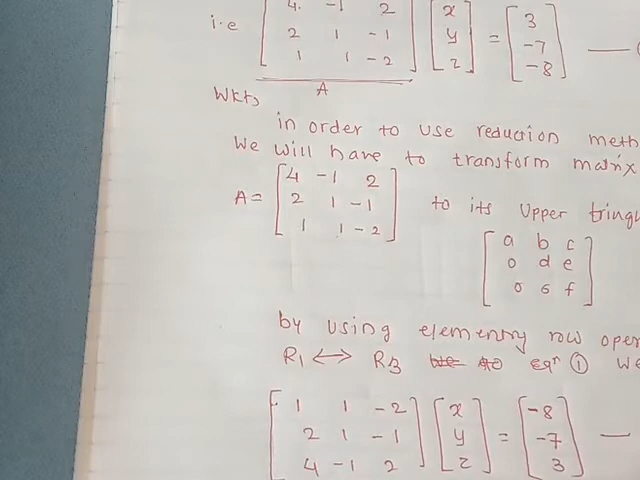 4 -1 2 x 3
i.e 2 1 -1 y = -7
1 1 -2 z -8
A
WKT,
in order to use reducion meth
We will have to transform matrix
4 -1 2
A = 2 1 -1 to its Upper tringu
1 1 -2
a b c
0 d e
0 0 f
by using elemenry row oper
R1 ↔ R3 eqn ① We
1 1 -2 x -8
2 1 -1 y = -7
4 -1 2 z 3